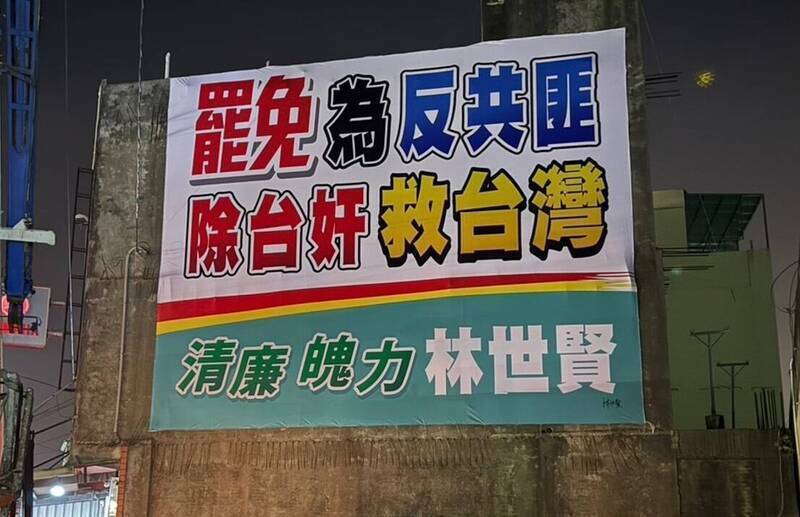 罷免為反共匪
除台奸救台灣
清廉 魄力 林世賢